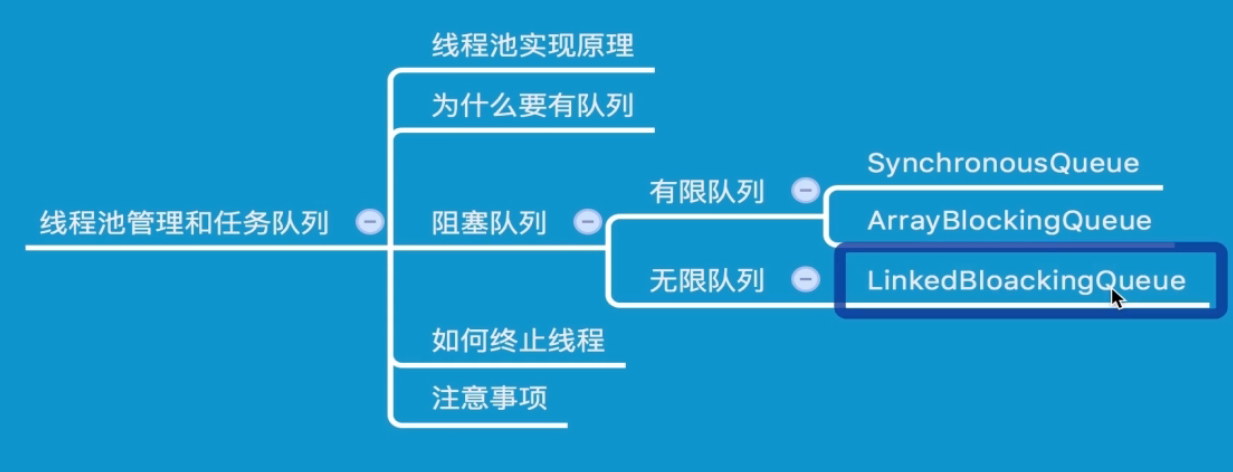 线程池管理和任务队列
线程池实现原理
为什么要有队列
阻塞队列
有限队列
SynchronousQueue
ArrayBlockingQueue
无限队列
LinkedBloackingQueue
如何终止线程
注意事项